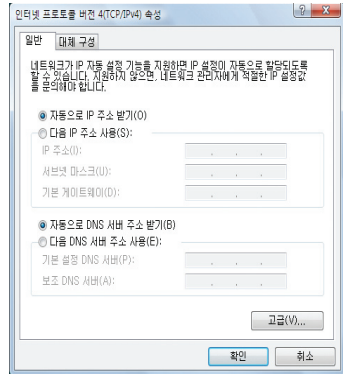 인터넷 프로토콜 버전 4(TCP/IPv4) 속성
일반
대체 구성
네트워크가 IP 자동 설정 기능을 지원하면 IP 설정이 자동으로 할당되도록
할 수 있습니다. 지원하지 않으면, 네트워크 관리자에게 적절한 IP 설정값
을 문의해야 합니다.
자동으로 IP 주소 받기(O)
다음 IP 주소 사용(S):
IP 주소(I):
서브넷 마스크(U):
기본 게이트웨이(D):
자동으로 DNS 서버 주소 받기(B)
다음 DNS 서버 주소 사용(E):
기본 설정 DNS 서버(P):
보조 DNS 서버(A):
고급(V)...
확인
취소